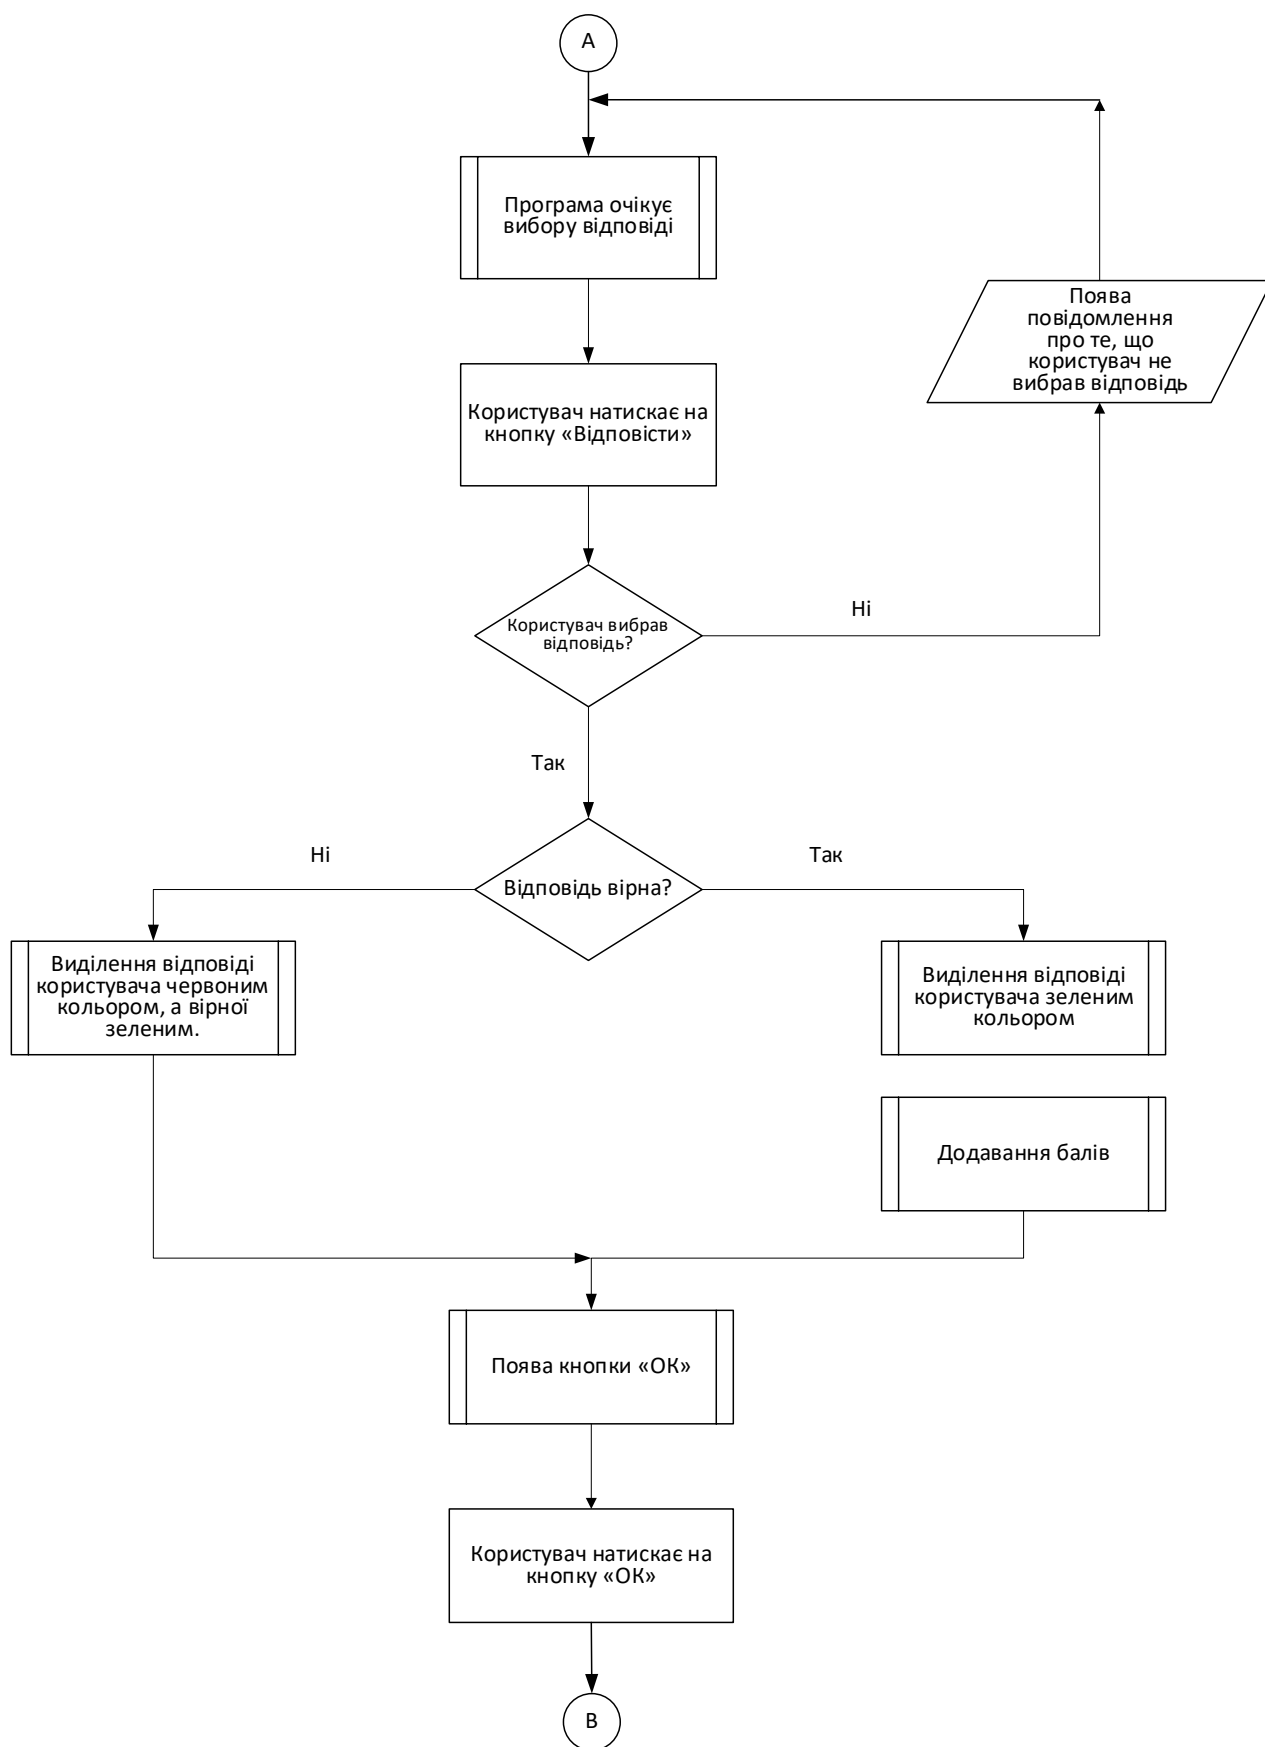 A
Програма очікує
вибору відповіді
Поява
повідомлення
про те, що
користувач не
вибрав відповідь
Користувач натискає на
кнопку «Відповісти»
Користувач вибрав
відповідь?
Ні
Так
Ні
Так
Відповідь вірна?
Виділення відповіді
користувача червоним
кольором, а вірної
зеленим.
Виділення відповіді
користувача зеленим
кольором
Додавання балів
Поява кнопки «ОК»
Користувач натискає на
кнопку «ОК»
B